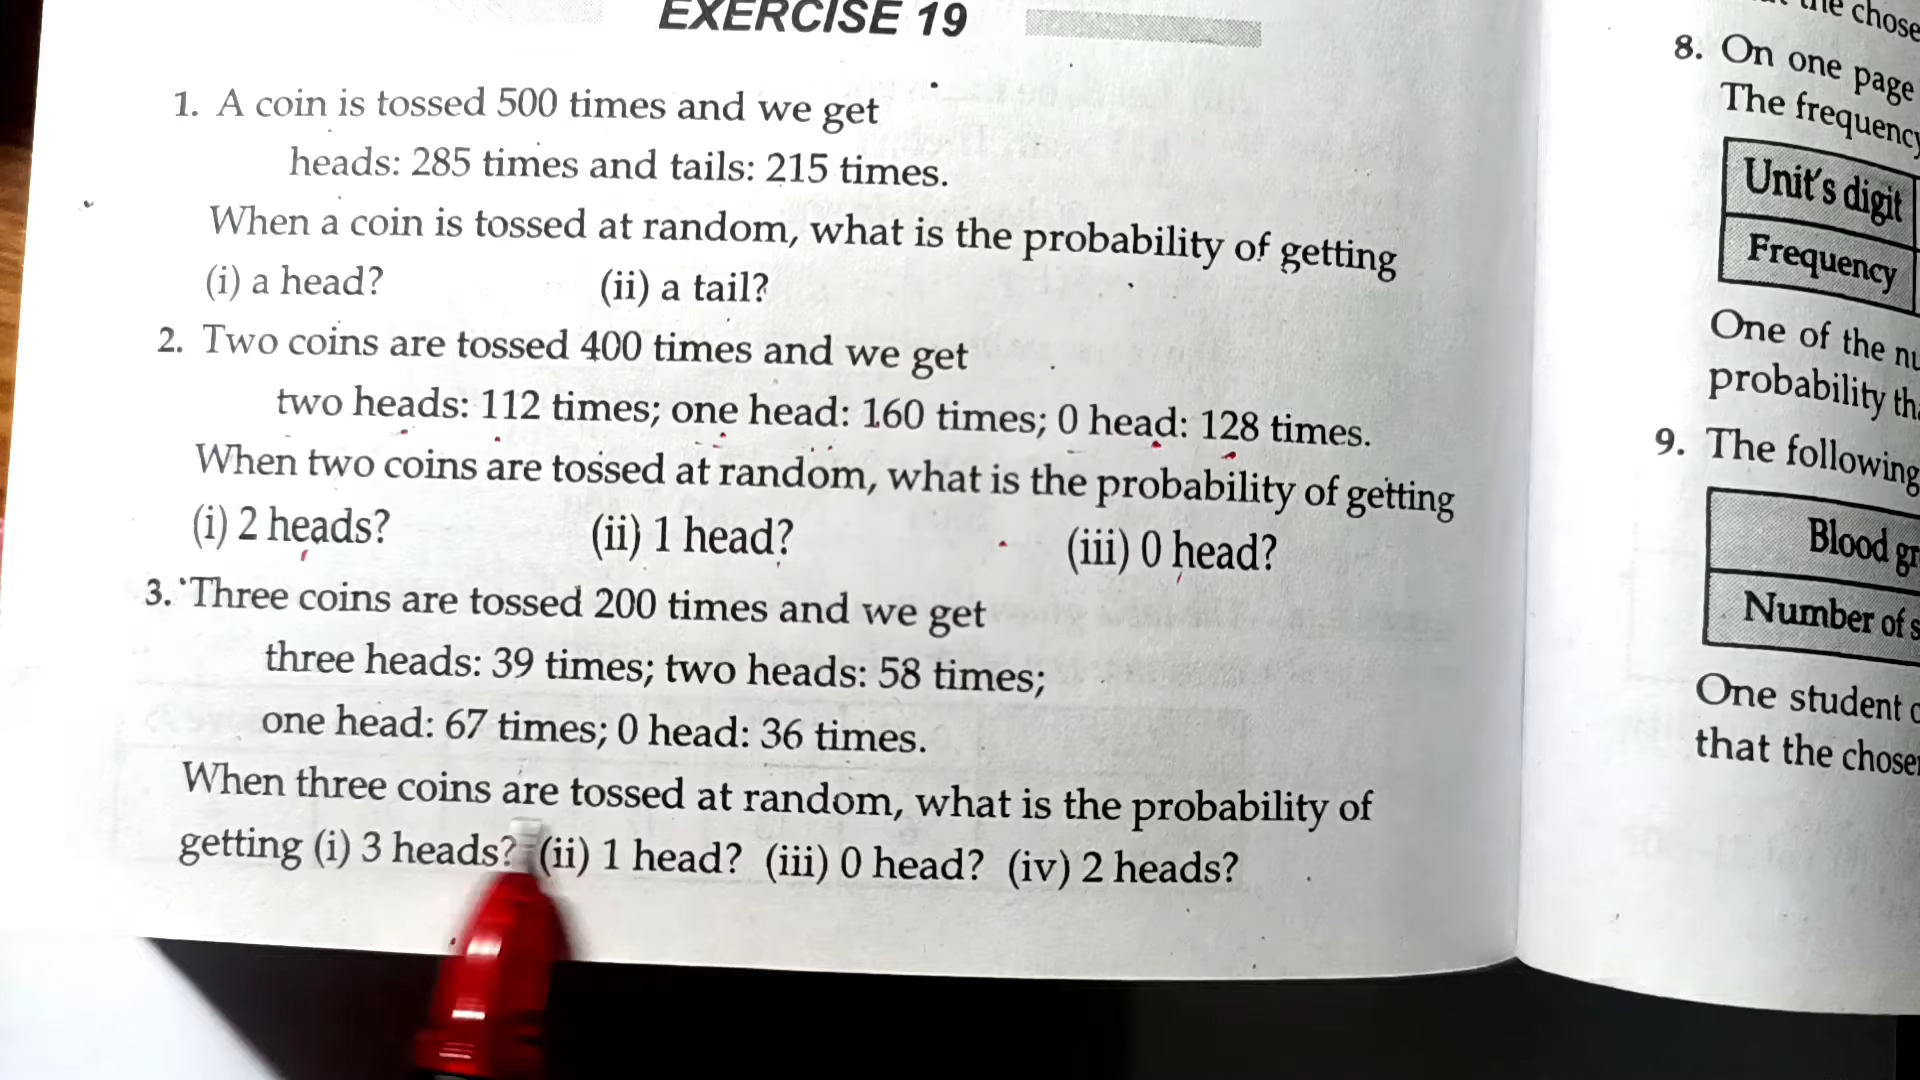 EXERCISE 19
1. A coin is tossed 500 times and we get
heads: 285 times and tails: 215 times.
When a coin is tossed at random, what is the probability of getting
(i) a head? (ii) a tail?
2. Two coins are tossed 400 times and we get
two heads: 112 times; one head: 160 times; 0 head: 128 times.
When two coins are tossed at random, what is the probability of getting
(i) 2 heads? (ii) 1 head? (iii) 0 head?
3. Three coins are tossed 200 times and we get
three heads: 39 times; two heads: 58 times;
one head: 67 times; 0 head: 36 times.
When three coins are tossed at random, what is the probability of
getting (i) 3 heads? (ii) 1 head? (iii) 0 head? (iv) 2 heads?
the chose
8. On one page
The frequency
Unit's digit
Frequency
One of the
probability
9. The following
Blood
Number of
One student
that the chosen